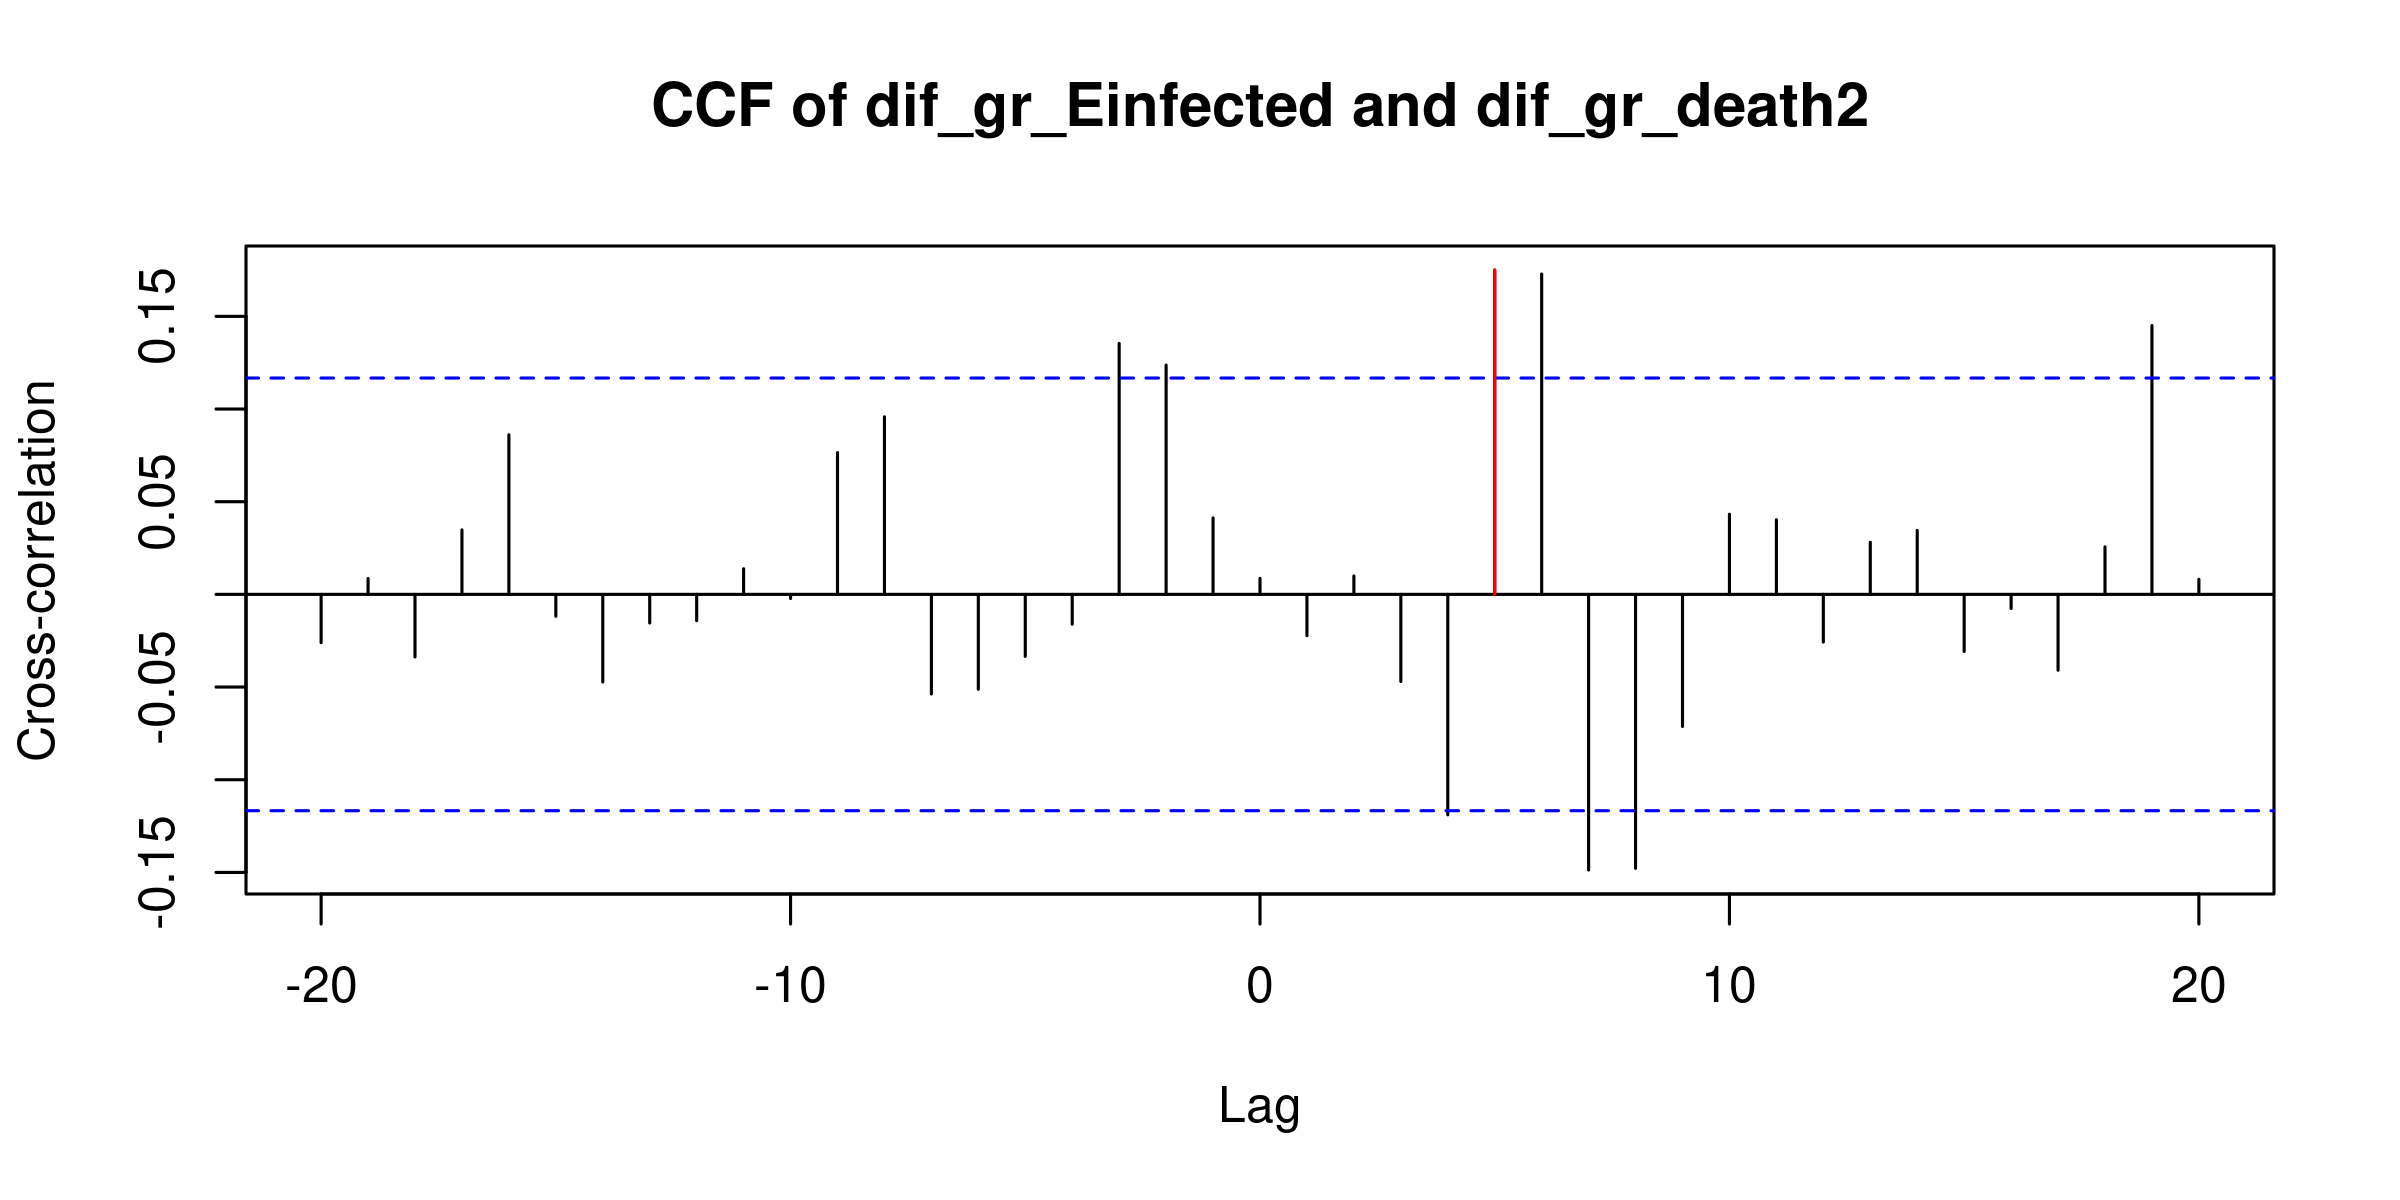 CCF of dif_gr_Einfected and dif_gr_death2
Cross-correlation
0.15
0.05
-0.05
-0.15
-20 -10 0 10 20
Lag